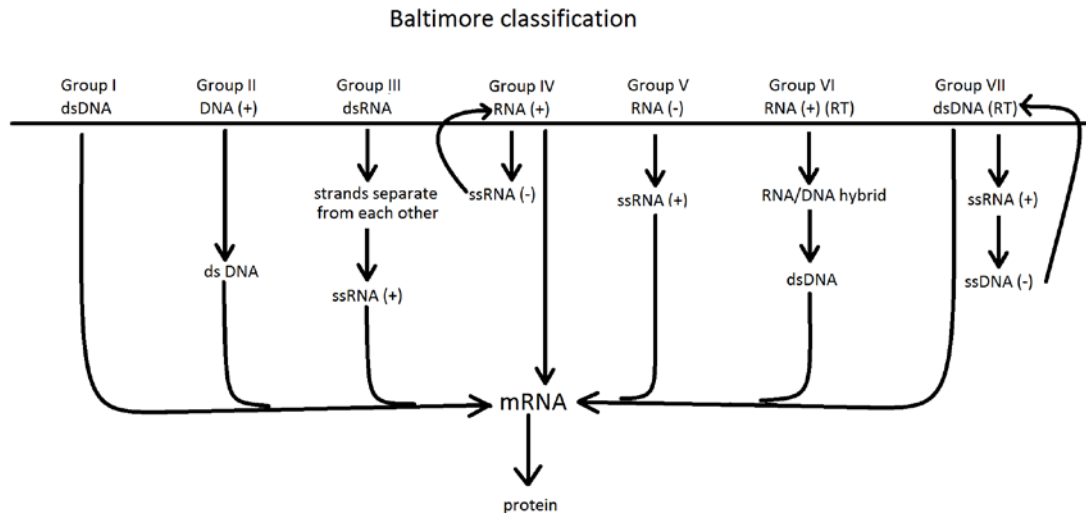 Baltimore classification
Group I
dsDNA
Group II
DNA (+)
Group III
dsRNA
Group IV
RNA (+)
Group V
RNA (-)
Group VI
RNA (+) (RT)
Group VII
dsDNA (RT)
strands separate
from each other
ssRNA (-)
ssRNA (+)
RNA/DNA hybrid
ssRNA (+)
ds DNA
ssRNA (+)
dsDNA
ssDNA (-)
mRNA
protein